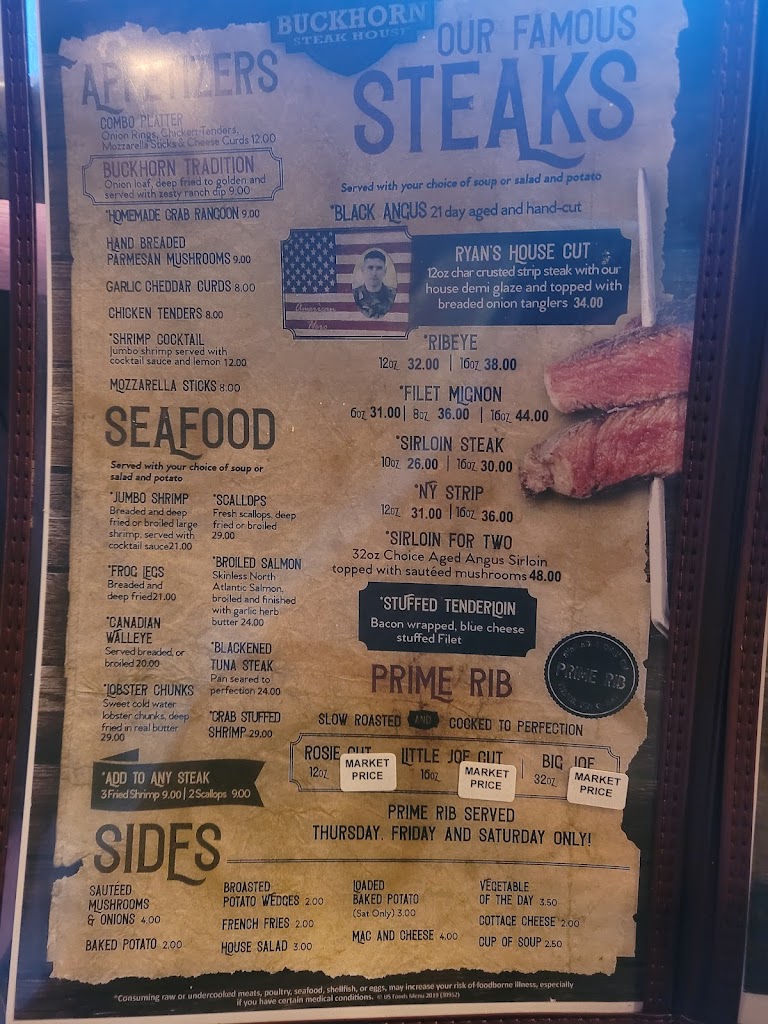 BUCKHORN
STEAK HOUSE
APPETIZERS
COMBO PLATTER
Onion Rings, Chicken Tenders,
Mozzarella Sticks & Cheese Curds 12.00
BUCKHORN TRADITION
Onion loaf, deep fried to golden and
served with zesty ranch dip 9.00
*HOMEMADE CRAB RANGOON 9.00
HAND BREADED
PARMESAN MUSHROOMS 9.00
GARLIC CHEDDAR CURDS 8.00
CHICKEN TENDERS 8.00
*SHRIMP COCKTAIL
Jumbo shrimp served with
cocktail sauce and lemon 12.00
MOZZARELLA STICKS 8.00
SEAFOOD
Served with your choice of soup or
salad and potato
*JUMBO SHRIMP
Breaded and deep
fried or broiled large
shrimp, served with
cocktail sauce21.00
*FROG LEGS
Breaded and
deep fried21.00
*CANADIAN
WALLEYE
Served breaded, or
broiled 20.00
*LOBSTER CHUNKS
Sweet cold water
lobster chunks, deep
fried in real butter
29.00
*SCALLOPS
Fresh scallops, deep
fried or broiled
29.00
*BROILED SALMON
Skinless North
Atlantic Salmon,
broiled and finished
with garlic herb
butter 24.00
*BLACKENED
TUNA STEAK
Pan seared to
perfection 24.00
*CRAB STUFFED
SHRIMP 29.00
*ADD TO ANY STEAK
3 Fried Shrimp 9.00 | 2 Scallops 9.00
OUR FAMOUS
STEAKS
Served with your choice of soup or salad and potato
*BLACK ANGUS 21 day aged and hand-cut
American
Hero
RYAN'S HOUSE CUT
12oz char crusted strip steak with our
house demi glaze and topped with
breaded onion tanglers 34.00
*RIBEYE
12oz 32.00 | 16oz 38.00
*FILET MIGNON
6oz 31.00 | 8oz 36.00 | 16oz 44.00
*SIRLOIN STEAK
10oz 26.00 | 16oz 30.00
*NY STRIP
12oz 31.00 | 16oz 36.00
*SIRLOIN FOR TWO
32oz Choice Aged Angus Sirloin
topped with sautéed mushrooms 48.00
*STUFFED TENDERLOIN
Bacon wrapped, blue cheese
stuffed Filet
PRIME RIB
PRIME RIB
SLOW ROASTED AND COCKED TO PERFECTION
ROSIE CUT
12oz
MARKET
PRICE
LITTLE JOE CUT
16oz
MARKET
PRICE
BIG JOE
32oz
MARKET
PRICE
PRIME RIB SERVED
THURSDAY, FRIDAY AND SATURDAY ONLY!
SIDES
SAUTEED
MUSHROOMS
& ONIONS 4.00
BAKED POTATO 2.00
BROASTED
POTATO WEDGES 2.00
FRENCH FRIES 2.00
HOUSE SALAD 3.00
LOADED
BAKED POTATO
(Sat Only) 3.00
MAC AND CHEESE 4.00
VEGETABLE
OF THE DAY 3.50
COTTAGE CHEESE 2.00
CUP OF SOUP 2.50
*Consuming raw or undercooked meats, poultry, seafood, shellfish, or eggs, may increase your risk of foodborne illness, especially
if you have certain medical conditions. © US Foods Menu 2019 (30952)